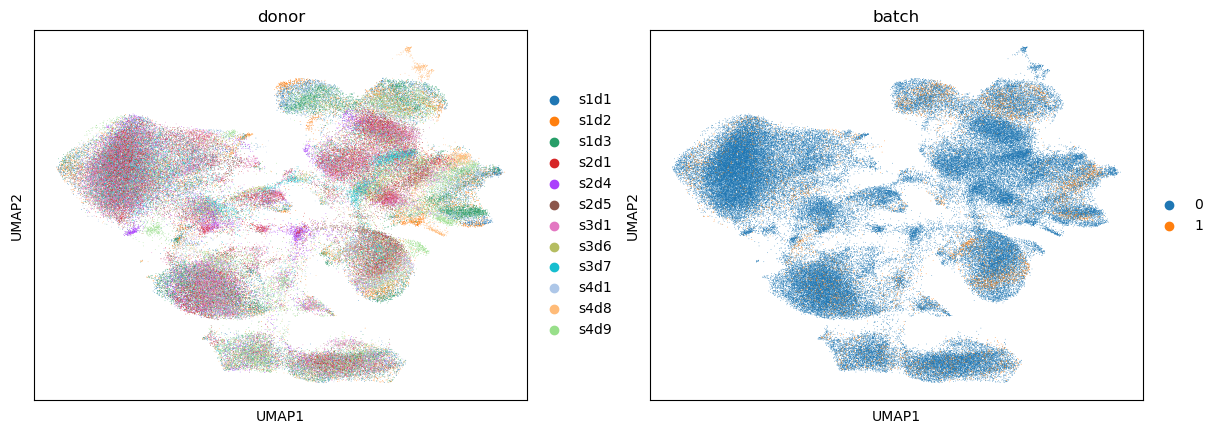 donor
UMAP2
UMAP1
s1d1
s1d2
s1d3
s2d1
s2d4
s2d5
s3d1
s3d6
s3d7
s4d1
s4d8
s4d9
batch
UMAP2
UMAP1
0
1